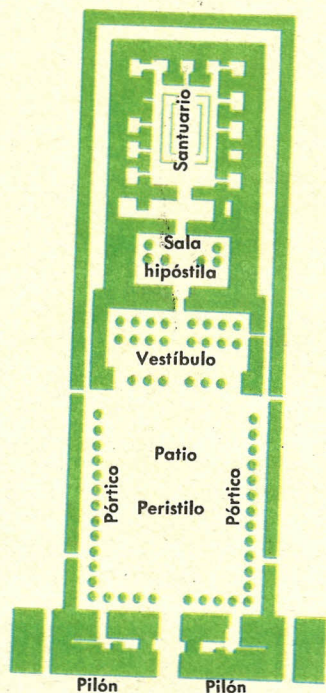 Santuario
Sala
hipóstila
Vestíbulo
Patio
Pórtico
Peristilo
Pórtico
Pilón
Pilón